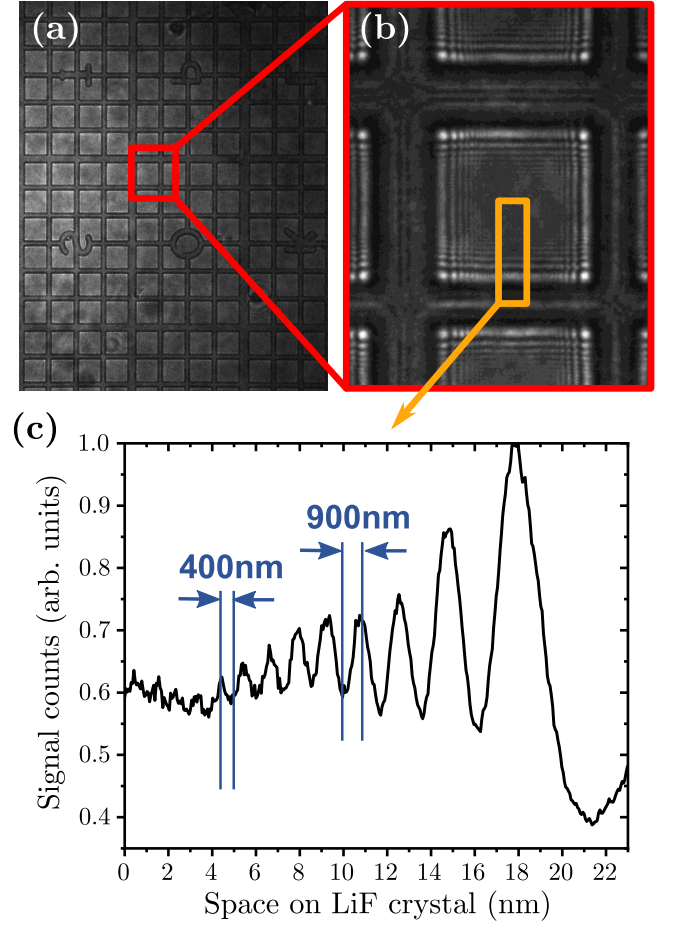 (a)
(b)
(c)
1.0
0.9
0.8
0.7
0.6
0.5
0.4
Signal counts (arb. units)
400nm
900nm
0 2 4 6 8 10 12 14 16 18 20 22
Space on LiF crystal (nm)